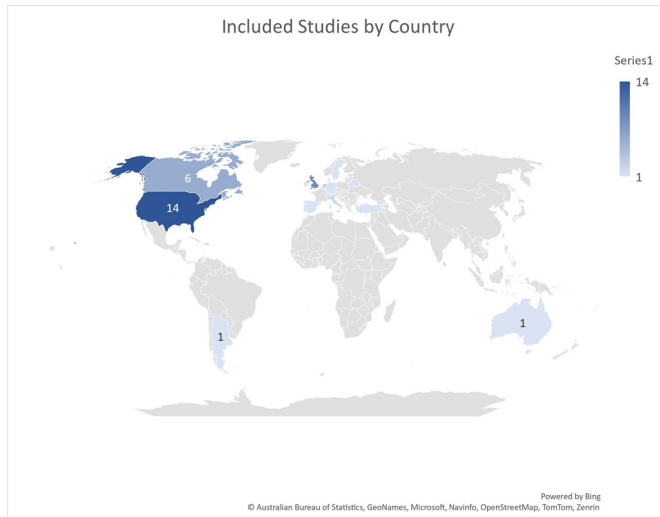 Included Studies by Country
Series1
14
1
6
14
1
1
Powered by Bing
© Australian Bureau of Statistics, GeoNames, Microsoft, Navinfo, OpenStreetMap, TomTom, Zenrin